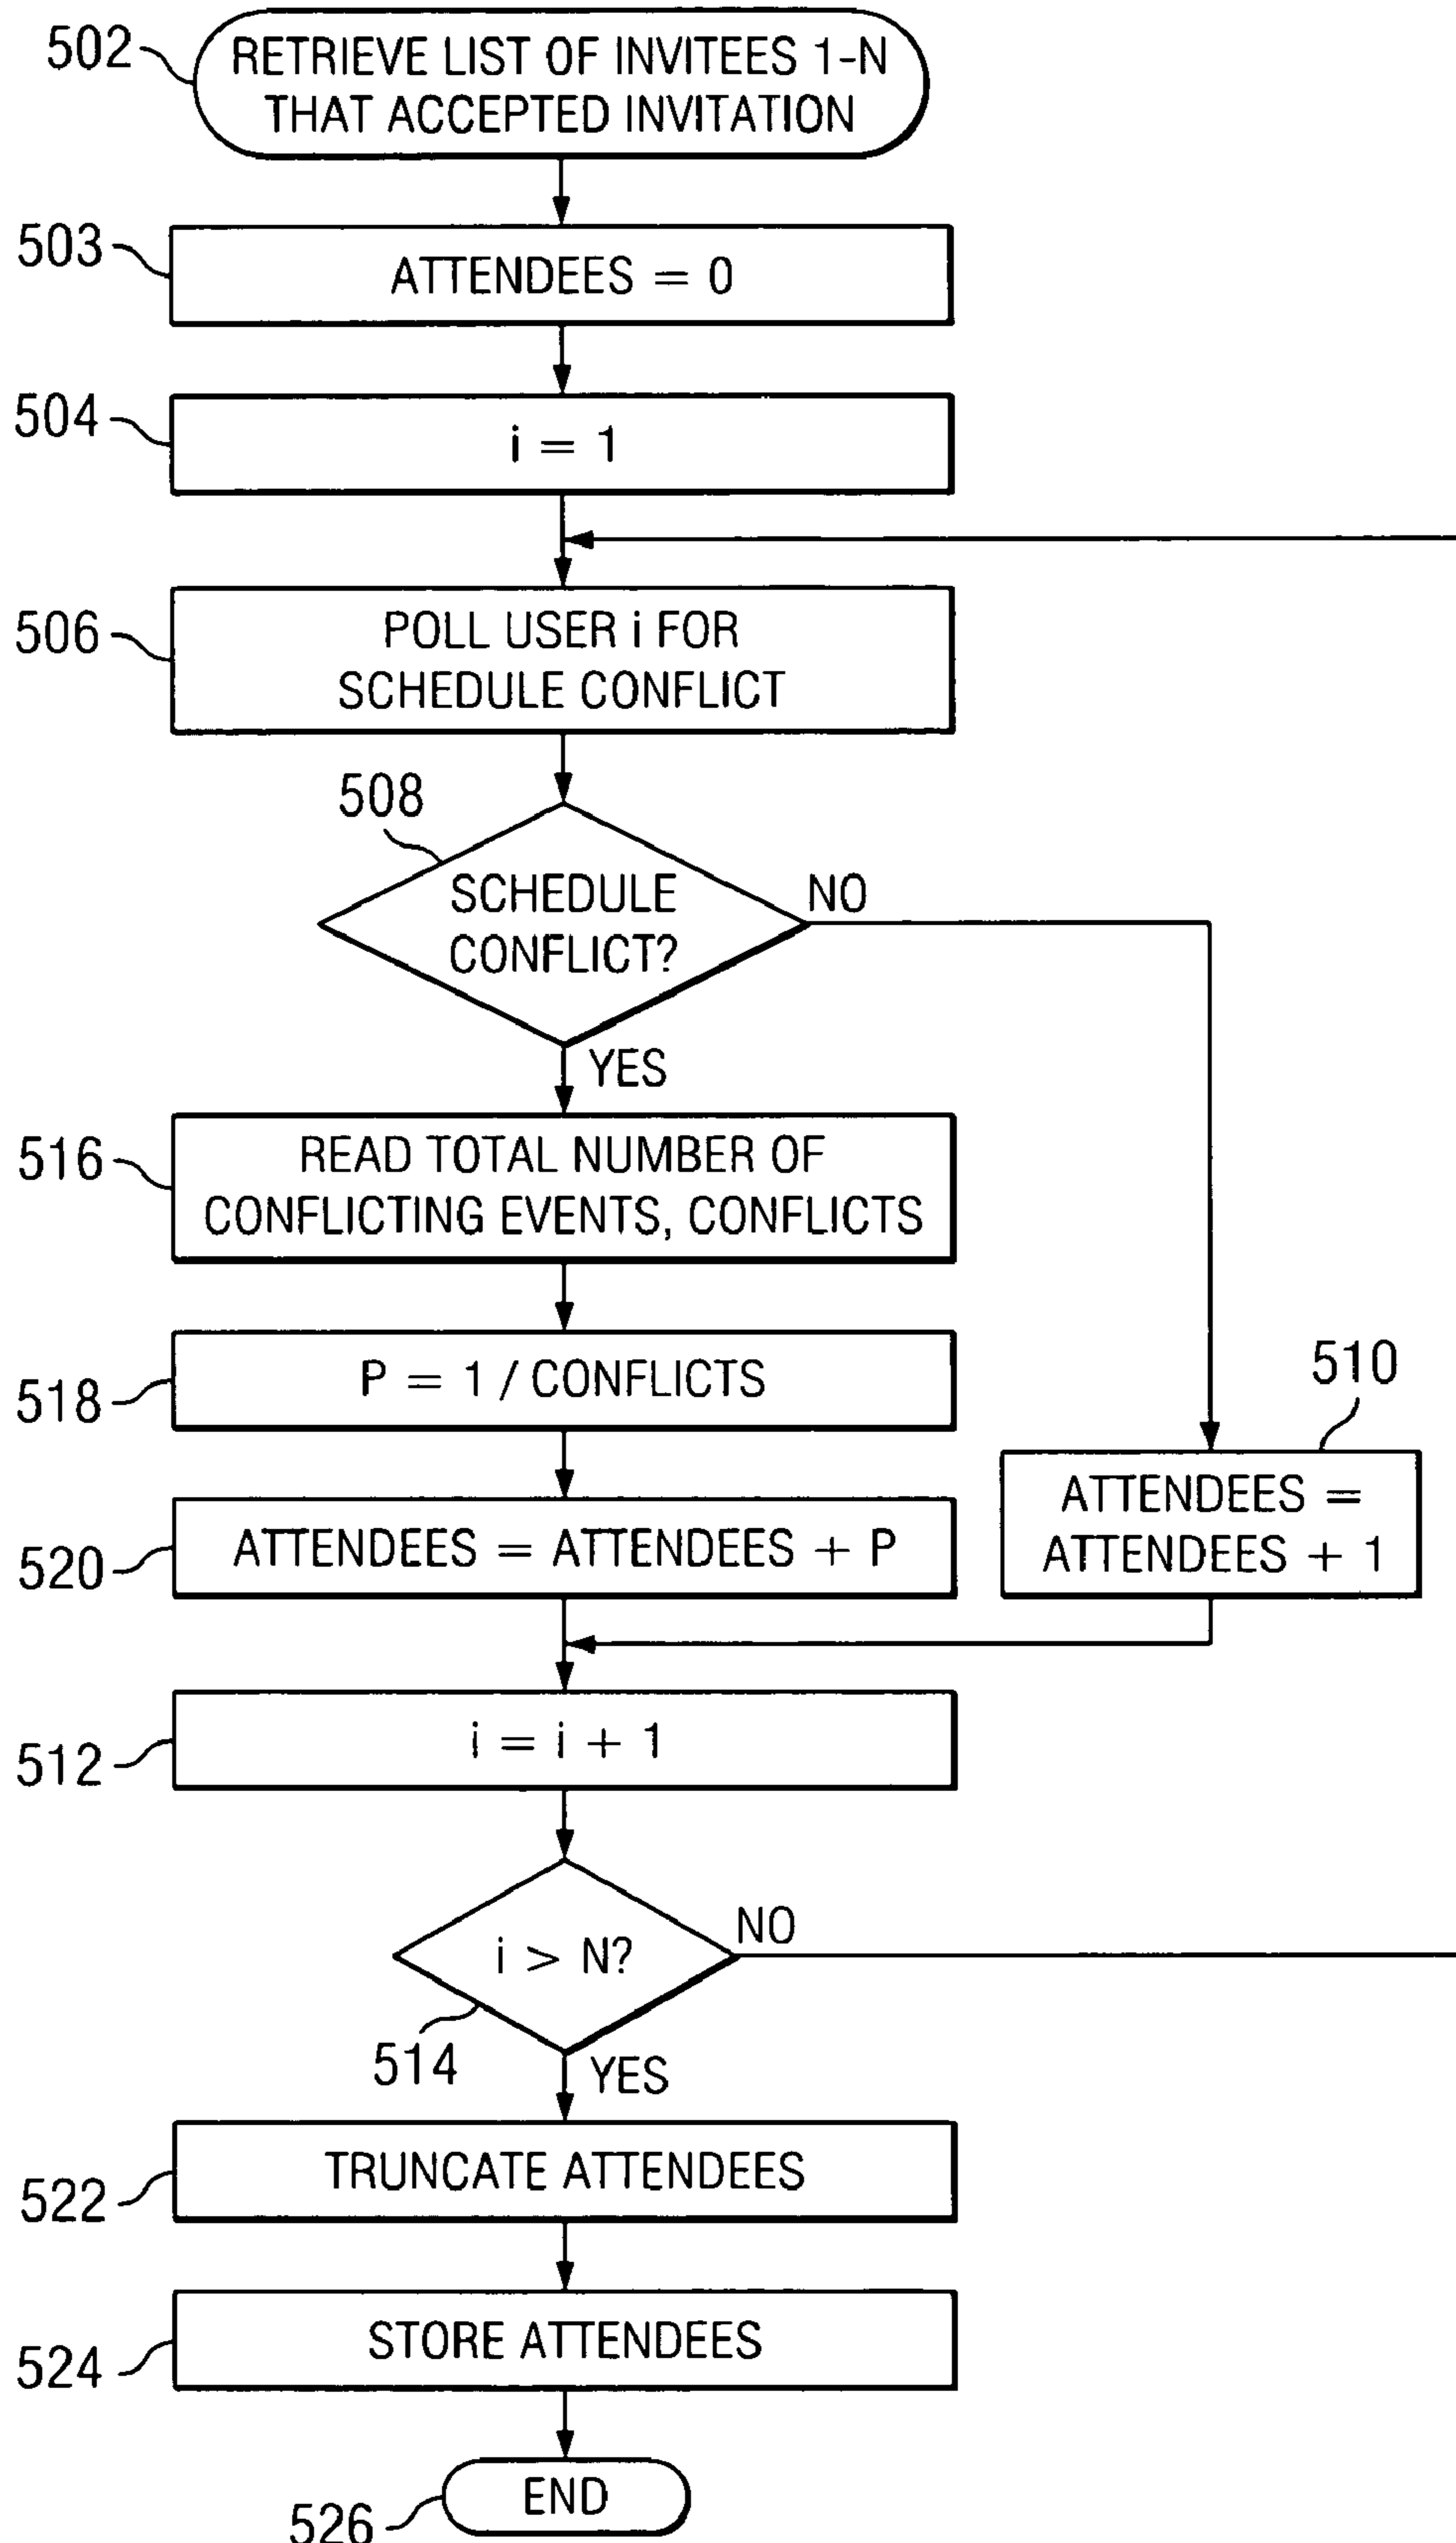 502
RETRIEVE LIST OF INVITEES 1-N
THAT ACCEPTED INVITATION
503
ATTENDEES = 0
504
i = 1
506
POLL USER i FOR
SCHEDULE CONFLICT
508
SCHEDULE
CONFLICT?
NO
YES
516
READ TOTAL NUMBER OF
CONFLICTING EVENTS, CONFLICTS
518
P = 1 / CONFLICTS
510
ATTENDEES =
ATTENDEES + 1
520
ATTENDEES = ATTENDEES + P
512
i = i + 1
i > N?
NO
514
YES
522
TRUNCATE ATTENDEES
524
STORE ATTENDEES
526
END